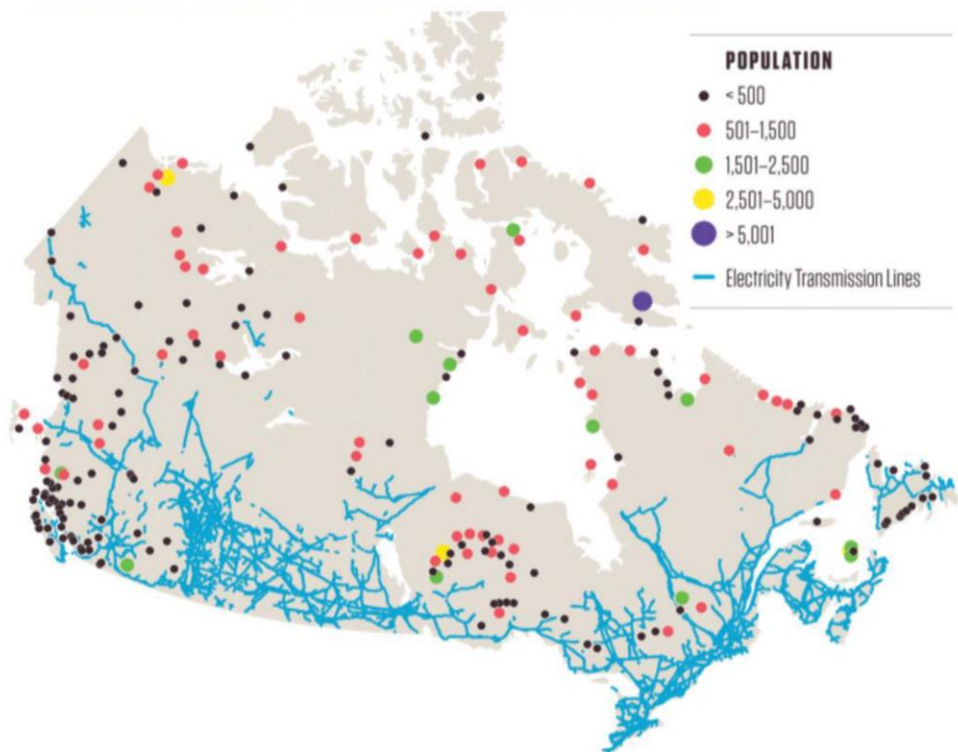 POPULATION
< 500
501–1,500
1,501–2,500
2,501–5,000
> 5,001
Electricity Transmission Lines